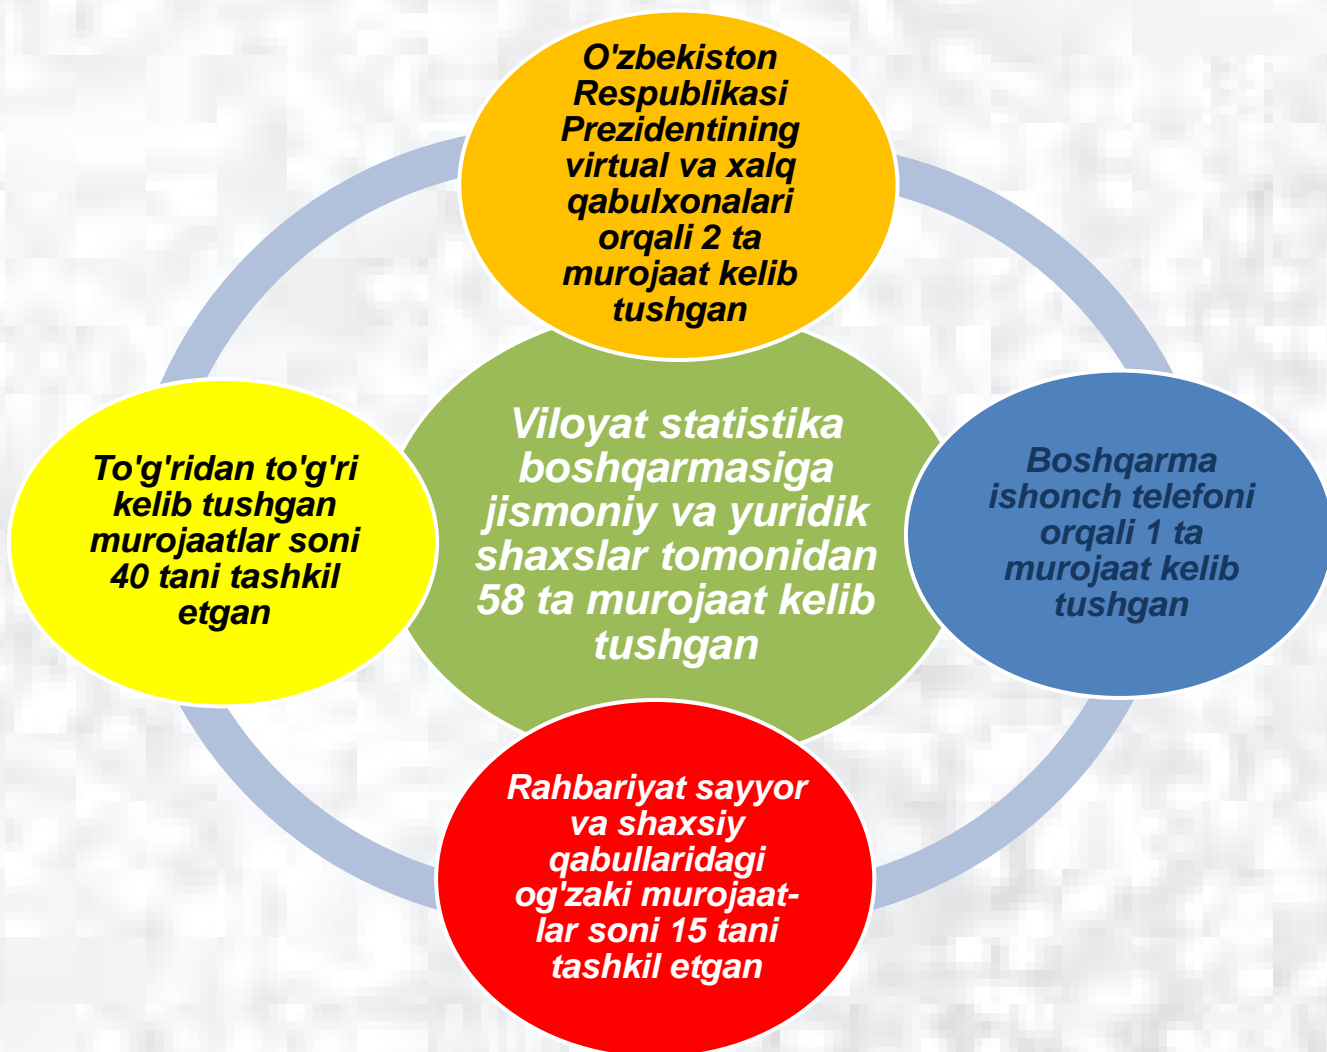 O'zbekiston
Respublikasi
Prezidentining
virtual va xalq
qabulxonalari
orqali 2 ta
murojaat kelib
tushgan
Viloyat statistika
boshqarmasiga
jismoniy va yuridik
shaxslar tomonidan
58 ta murojaat kelib
tushgan
Boshqarma
ishonch telefoni
orqali 1 ta
murojaat kelib
tushgan
Rahbariyat sayyor
va shaxsiy
qabullaridagi
og'zaki murojaat-
lar soni 15 tani
tashkil etgan
To'g'ridan to'g'ri
kelib tushgan
murojaatlar soni
40 tani tashkil
etgan